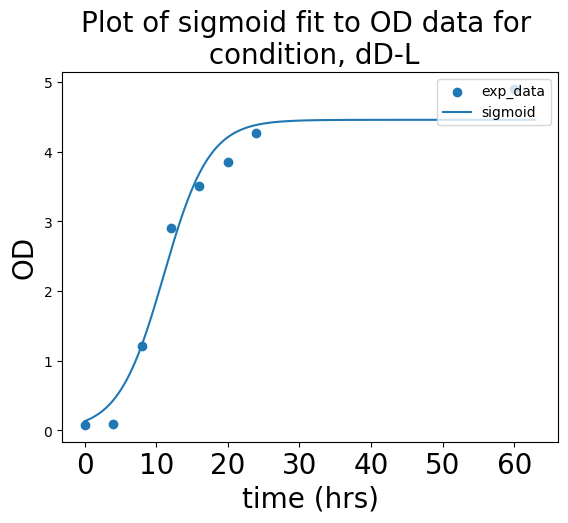 Plot of sigmoid fit to OD data for
condition, dD-L
exp_data
sigmoid
5
4
3
2
1
0
OD
0 10 20 30 40 50 60
time (hrs)